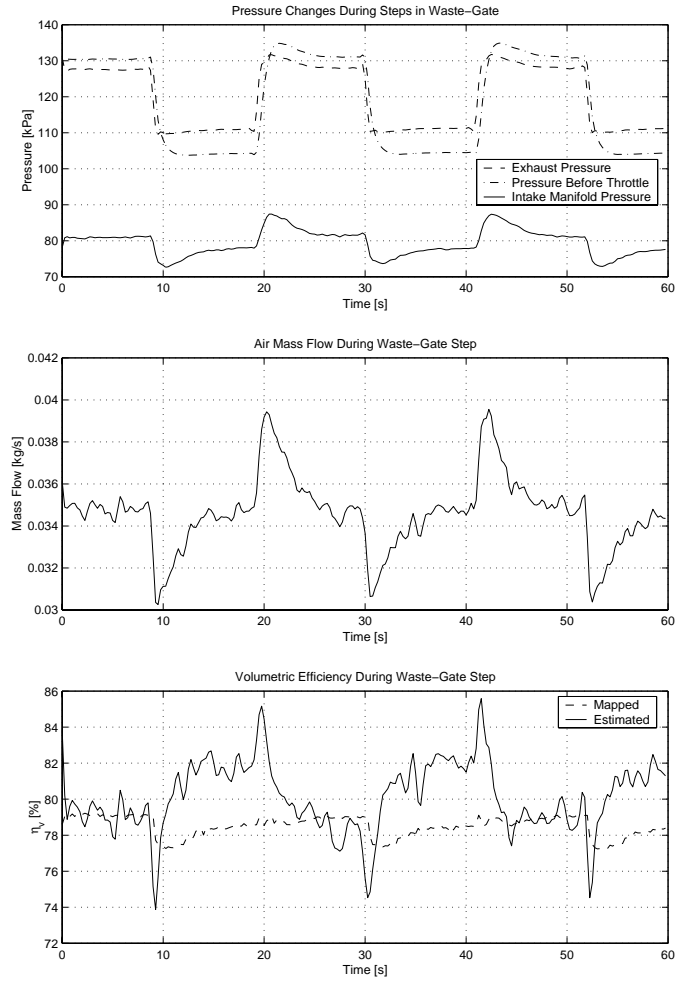 Pressure Changes During Steps in Waste−Gate
140
130
120
110
100
90
80
70
Pressure [kPa]
Exhaust Pressure
Pressure Before Throttle
Intake Manifold Pressure
0 10 20 30 40 50 60
Time [s]
Air Mass Flow During Waste−Gate Step
0.042
0.04
0.038
0.036
0.034
0.032
0.03
Mass Flow [kg/s]
0 10 20 30 40 50 60
Time [s]
Volumetric Efficiency During Waste−Gate Step
86
84
82
80
78
76
74
72
ηv [%]
Mapped
Estimated
0 10 20 30 40 50 60
Time [s]